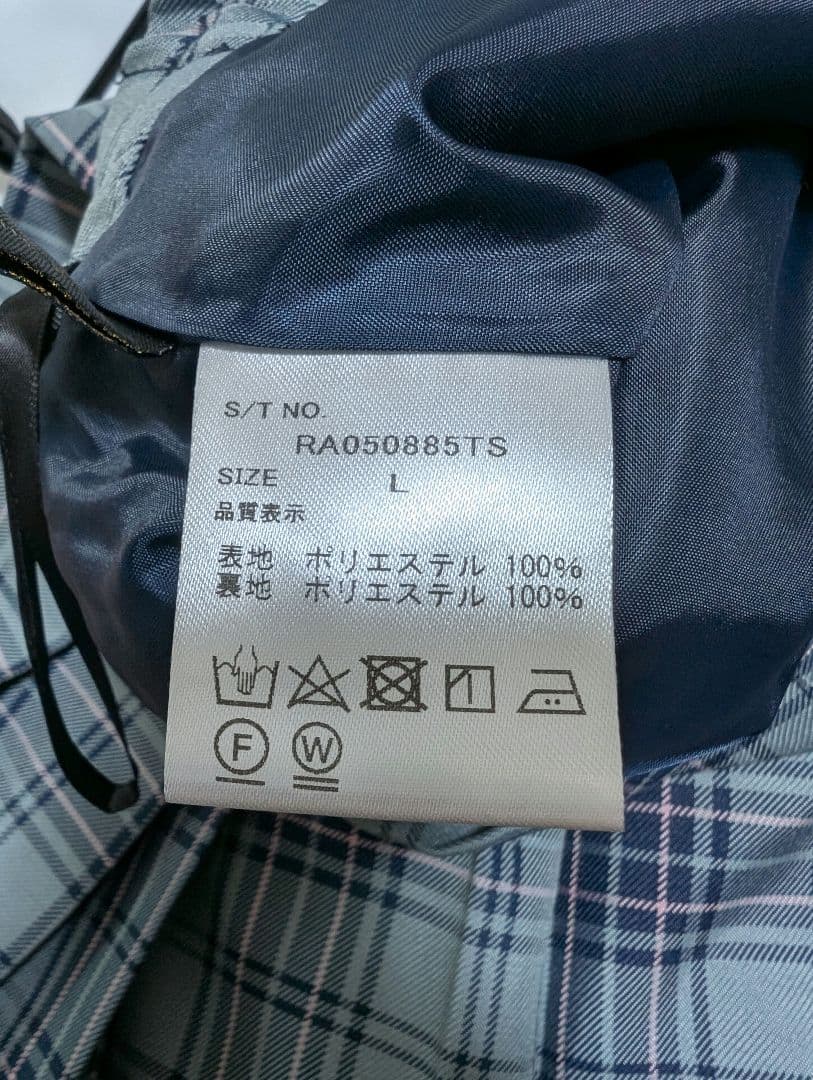 S/T NO.
RA050885TS
SIZE L
品質表示
表地 ポリエステル 100%
裏地 ポリエステル 100%
F W